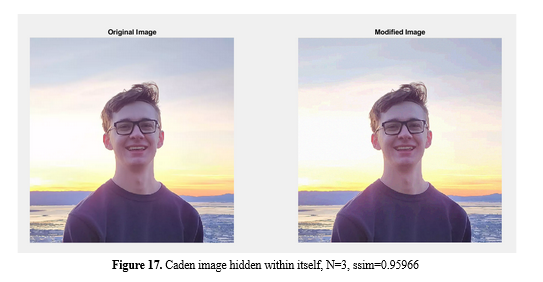 Original Image
Modified Image
Figure 17. Caden image hidden within itself, N=3, ssim=0.95966